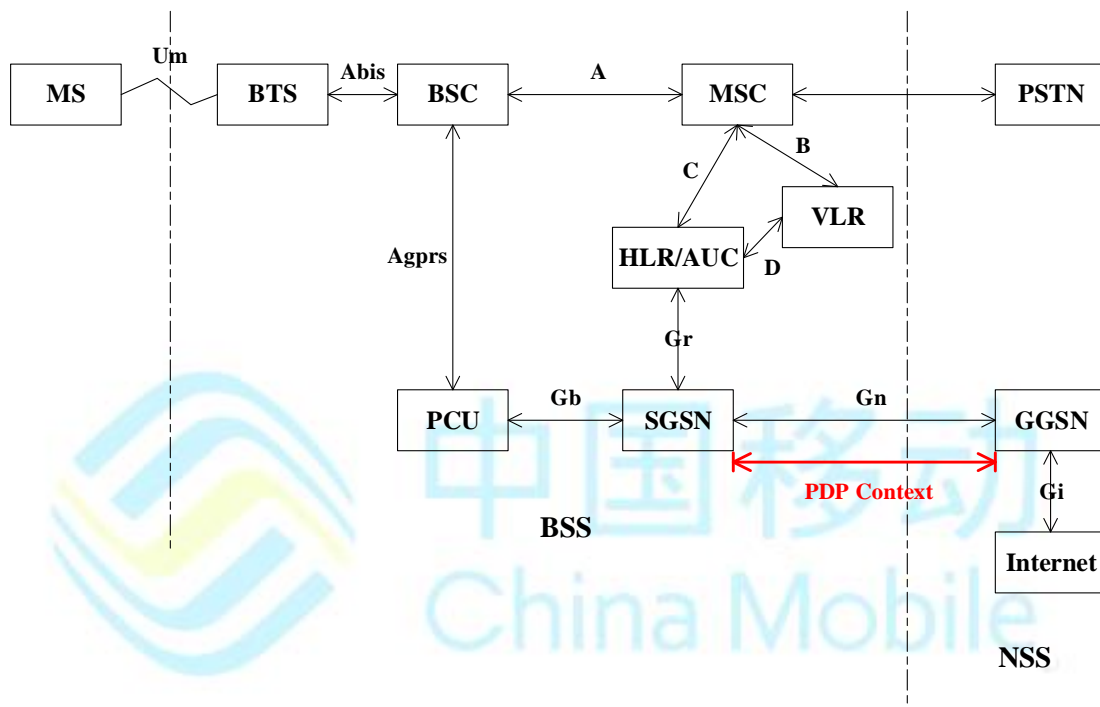 Um
Abis
A
MS
BTS
BSC
MSC
PSTN
B
C
VLR
HLR/AUC
D
Agprs
Gr
Gb
Gn
PCU
SGSN
GGSN
PDP Context
Gi
BSS
Internet
NSS
中国移动
China Mobile